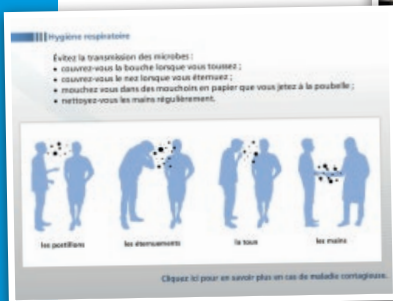 Hygiène respiratoire
Évitez la transmission des microbes :
• couvrez-vous la bouche lorsque vous toussez ;
• couvrez-vous le nez lorsque vous éternuez ;
• mouchez vous dans des mouchoirs en papier que vous jetez à la poubelle ;
• nettoyez-vous les mains régulièrement.
les postillons les éternuements la toux les mains
Cliquez ici pour en savoir plus en cas de maladie contagieuse.